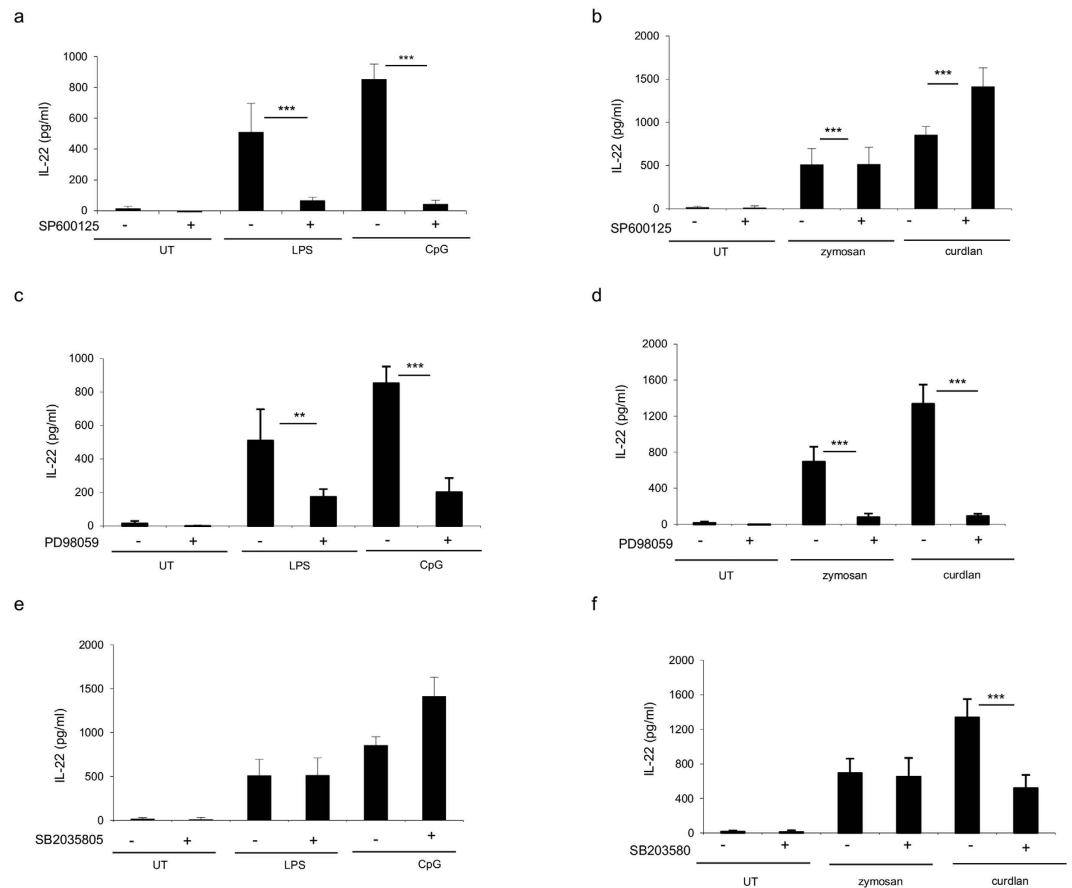 a
IL-22 (pg/ml)
1000
800
600
400
200
0
***
***
SP600125
- + - + - +
UT LPS CpG
b
IL-22 (pg/ml)
2000
1500
1000
500
0
***
***
SP600125
- + - + - +
UT zymosan curdlan
c
IL-22 (pg/ml)
1000
800
600
400
200
0
**
***
PD98059
- + - + - +
UT LPS CpG
d
IL-22 (pg/ml)
2000
1600
1200
800
400
0
***
***
PD98059
- + - + - +
UT zymosan curdlan
e
IL-22 (pg/ml)
2000
1500
1000
500
0
SB2035805
- + - + - +
UT LPS CpG
f
IL-22 (pg/ml)
2000
1600
1200
800
400
0
***
SB203580
- + - + - +
UT zymosan curdlan